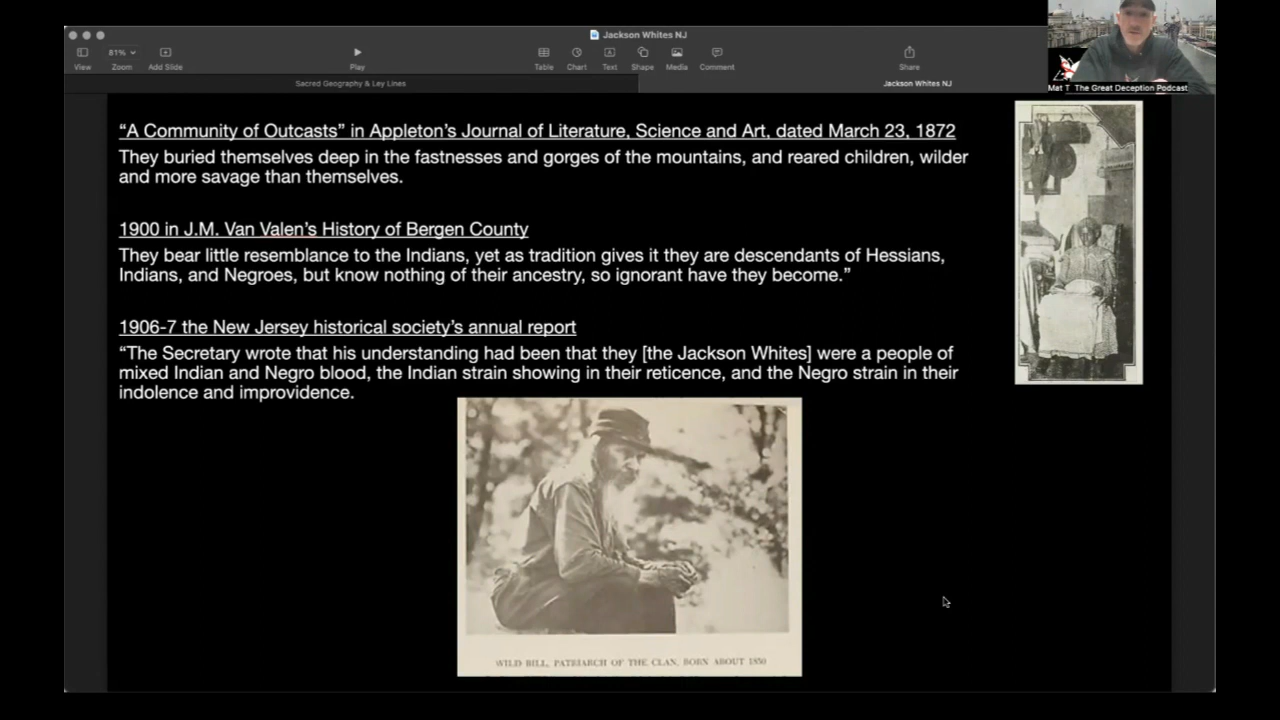 Jackson Whites NJ
81%
View
Zoom
Add Slide
Play
Table
Chart
Text
Shape
Media
Comment
Share
Sacred Geography & Ley Lines
Jackson Whites NJ
Mat T The Great Deception Podcast
“A Community of Outcasts” in Appleton’s Journal of Literature, Science and Art, dated March 23, 1872
They buried themselves deep in the fastnesses and gorges of the mountains, and reared children, wilder
and more savage than themselves.
1900 in J.M. Van Valen’s History of Bergen County
They bear little resemblance to the Indians, yet as tradition gives it they are descendants of Hessians,
Indians, and Negroes, but know nothing of their ancestry, so ignorant have they become.”
1906-7 the New Jersey historical society’s annual report
“The Secretary wrote that his understanding had been that they [the Jackson Whites] were a people of
mixed Indian and Negro blood, the Indian strain showing in their reticence, and the Negro strain in their
indolence and improvidence.
WILD BILL, PATRIARCH OF THE CLAN, BORN ABOUT 1850